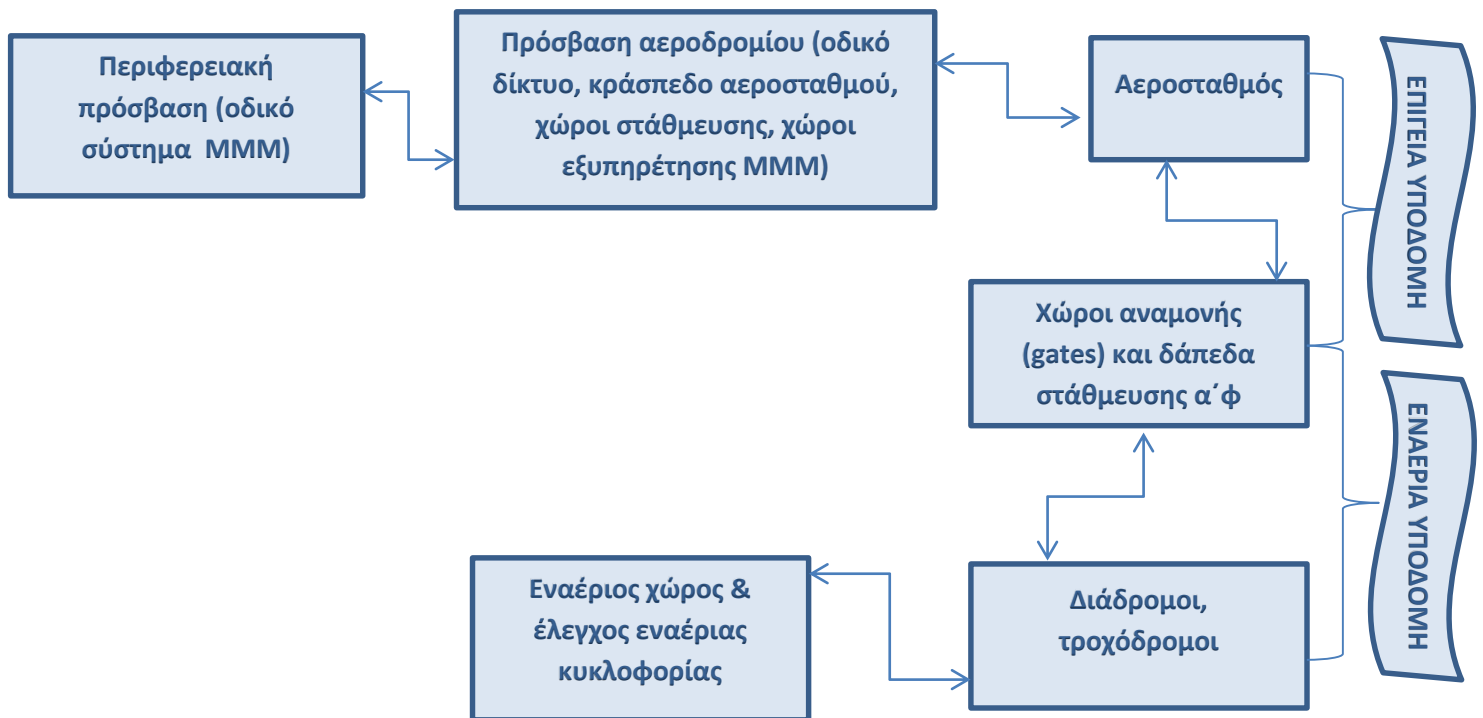 Περιφερειακή
πρόσβαση (οδικό
σύστημα ΜΜΜ)
Πρόσβαση αεροδρομίου (οδικό
δίκτυο, κράσπεδο αεροσταθμού,
χώροι στάθμευσης, χώροι
εξυπηρέτησης ΜΜΜ)
Αεροσταθμός
ΕΠΙΓΕΙΑ ΥΠΟΔΟΜΗ
Χώροι αναμονής
(gates) και δάπεδα
στάθμευσης α΄φ
ΕΝΑΕΡΙΑ ΥΠΟΔΟΜΗ
Εναέριος χώρος &
έλεγχος εναέριας
κυκλοφορίας
Διάδρομοι,
τροχόδρομοι